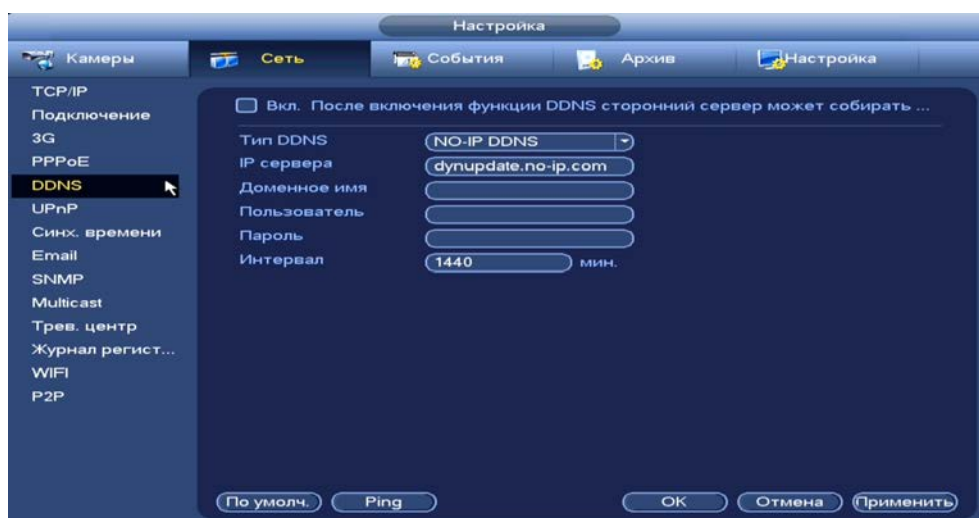 Настройка
Камеры
Сеть
События
Архив
Настройка
TCP/IP
Подключение
3G
PPPoE
DDNS
UPnP
Синх. времени
Email
SNMP
Multicast
Трев. центр
Журнал регист...
WIFI
P2P
Вкл. После включения функции DDNS сторонний сервер может собирать ...
Тип DDNS NO-IP DDNS
IP сервера dynupdate.no-ip.com
Доменное имя
Пользователь
Пароль
Интервал 1440 мин.
По умолч. Ping OK Отмена Применить